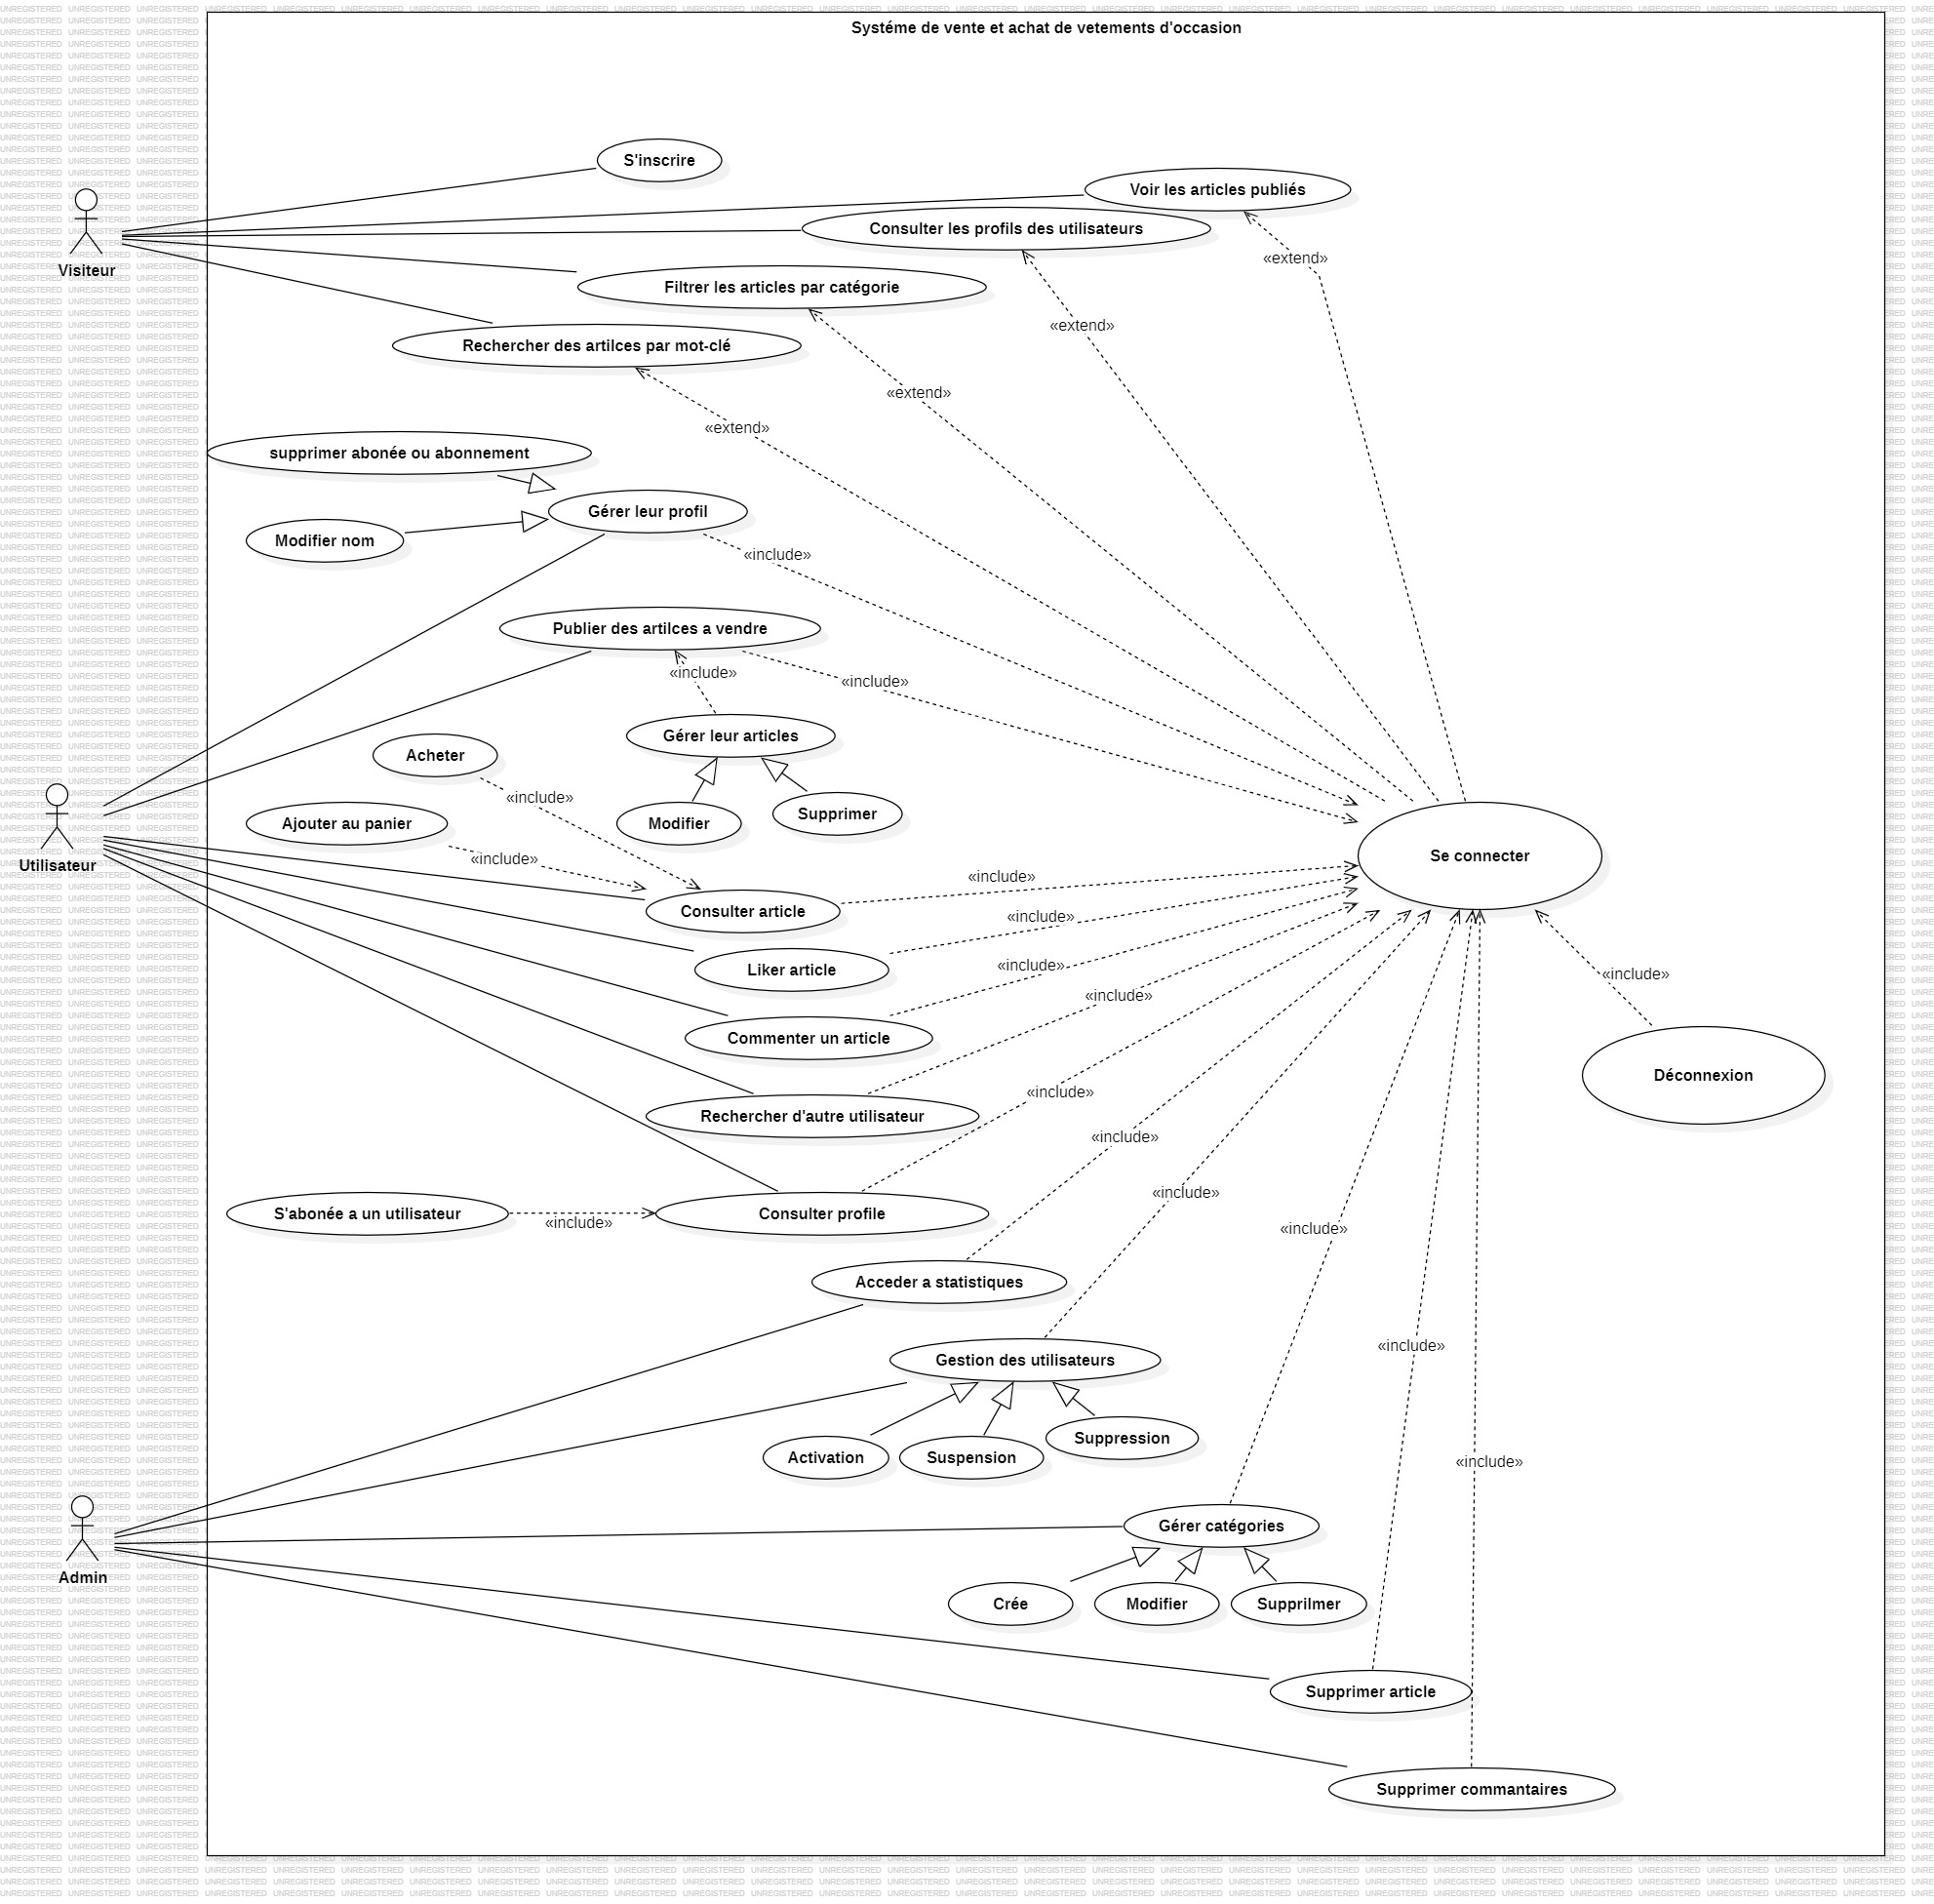 Systéme de vente et achat de vetements d'occasion
S'inscrire
Voir les articles publiés
Consulter les profils des utilisateurs
«extend»
Visiteur
Filtrer les articles par catégorie
«extend»
Rechercher des artilces par mot-clé
«extend»
«extend»
supprimer abonée ou abonnement
Gérer leur profil
Modifier nom
«include»
Publier des artilces a vendre
«include»
«include»
Gérer leur articles
Acheter
«include»
Modifier
Supprimer
Ajouter au panier
«include»
Utilisateur
Se connecter
«include»
Consulter article
«include»
Liker article
«include»
«include»
«include»
Commenter un article
Déconnexion
«include»
Rechercher d'autre utilisateur
«include»
«include»
S'abonée a un utilisateur
«include»
Consulter profile
«include»
Acceder a statistiques
«include»
Gestion des utilisateurs
Activation
Suspension
Suppression
«include»
Gérer catégories
Admin
Crée
Modifier
Supprilmer
Supprimer article
Supprimer commantaires
UNREGISTERED